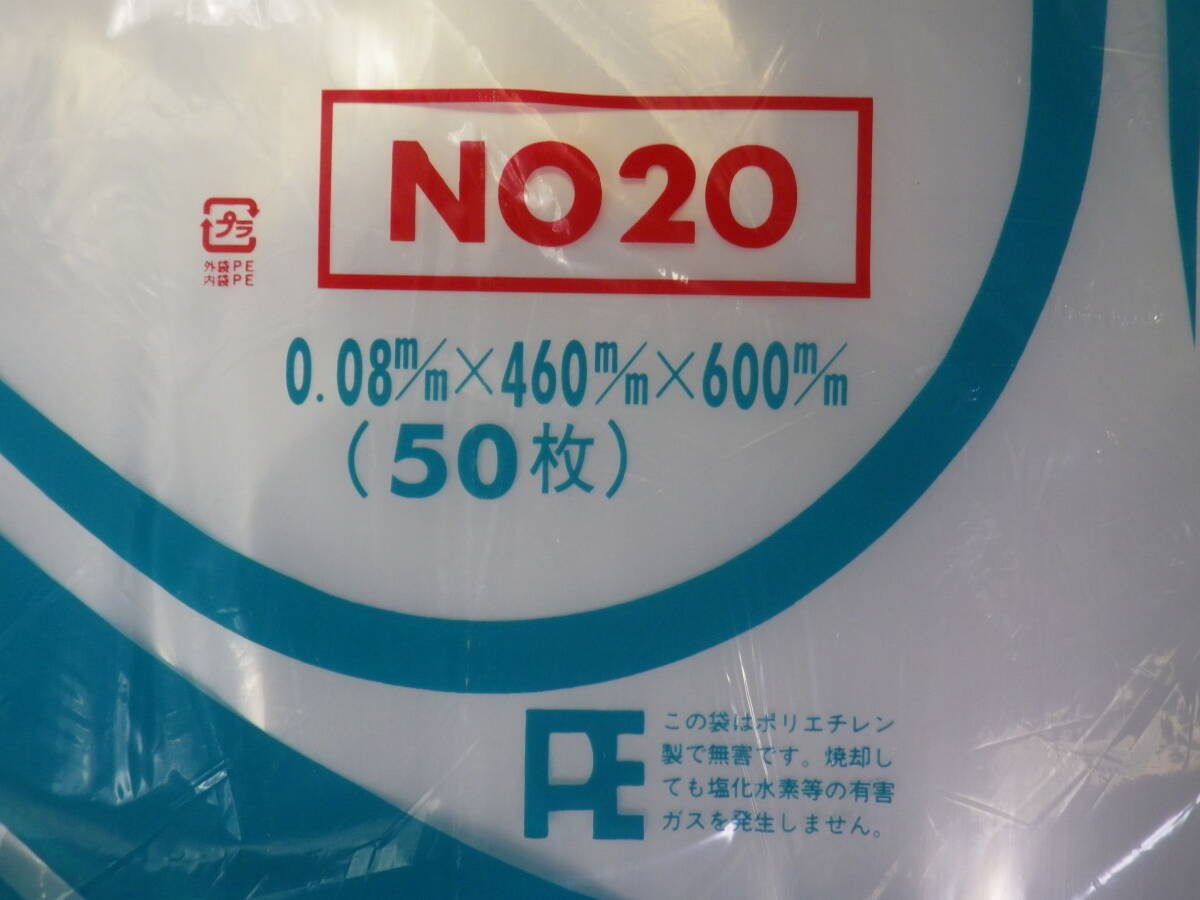 NO20
プラ
外袋PE
内袋PE
0.08m/m×460m/m×600m/m
(50枚)
PE
この袋はポリエチレン
製で無害です。焼却し
ても塩化水素等の有害
ガスを発生しません。